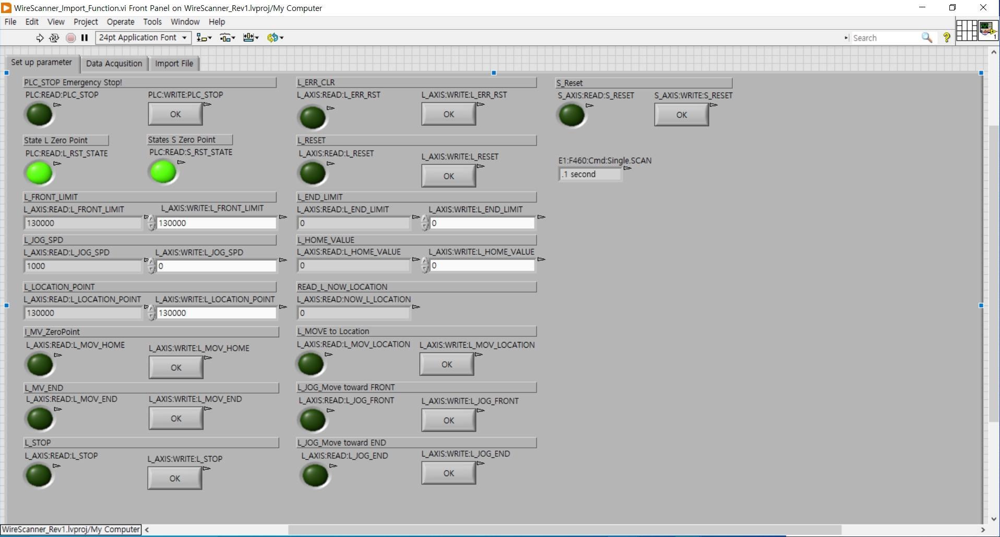 WireScanner_Import_Function.vi Front Panel on WireScanner_Rev1.lvproj/My Computer
File Edit View Project Operate Tools Window Help
24pt Application Font
Search
1
Set up parameter
Data Acqusition
Import File
PLC_STOP Emergency Stop!
PLC:READ:PLC_STOP
PLC:WRITE:PLC_STOP
OK
State L Zero Point
States S Zero Point
PLC:READ:L_RST_STATE
PLC:READ:S_RST_STATE
L_FRONT_LIMIT
L_AXIS:READ:L_FRONT_LIMIT
L_AXIS:WRITE:L_FRONT_LIMIT
130000
130000
L_JOG_SPD
L_AXIS:READ:L_JOG_SPD
L_AXIS:WRITE:L_JOG_SPD
1000
0
L_LOCATION_POINT
L_AXIS:READ:L_LOCATION_POINT
L_AXIS:WRITE:L_LOCATION_POINT
130000
130000
I_MV_ZeroPoint
L_AXIS:READ:L_MOV_HOME
L_AXIS:WRITE:L_MOV_HOME
OK
L_MV_END
L_AXIS:READ:L_MOV_END
L_AXIS:WRITE:L_MOV_END
OK
L_STOP
L_AXIS:READ:L_STOP
L_AXIS:WRITE:L_STOP
OK
L_ERR_CLR
L_AXIS:READ:L_ERR_RST
L_AXIS:WRITE:L_ERR_RST
OK
L_RESET
L_AXIS:READ:L_RESET
L_AXIS:WRITE:L_RESET
OK
L_END_LIMIT
L_AXIS:READ:L_END_LIMIT
L_AXIS:WRITE:L_END_LIMIT
0
0
L_HOME_VALUE
L_AXIS:READ:L_HOME_VALUE
L_AXIS:WRITE:L_HOME_VALUE
0
0
READ_L_NOW_LOCATION
L_AXIS:READ:NOW_L_LOCATION
0
L_MOVE to Location
L_AXIS:READ:L_MOV_LOCATION
L_AXIS:WRITE:L_MOV_LOCATION
OK
L_JOG_Move toward FRONT
L_AXIS:READ:L_JOG_FRONT
L_AXIS:WRITE:L_JOG_FRONT
OK
L_JOG_Move toward END
L_AXIS:READ:L_JOG_END
L_AXIS:WRITE:L_JOG_END
OK
S_Reset
S_AXIS:READ:S_RESET
S_AXIS:WRITE:S_RESET
OK
E1:F460:Cmd:Single.SCAN
.1 second
WireScanner_Rev1.lvproj/My Computer